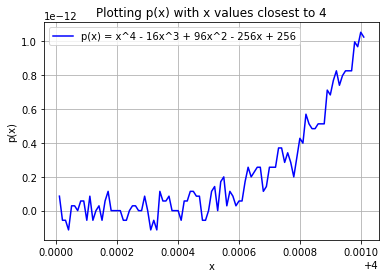 Plotting p(x) with x values closest to 4
1e−12
p(x) = x^4 - 16x^3 + 96x^2 - 256x + 256
1.0
0.8
0.6
0.4
0.2
0.0
p(x)
0.0000 0.0002 0.0004 0.0006 0.0008 0.0010
x
+4